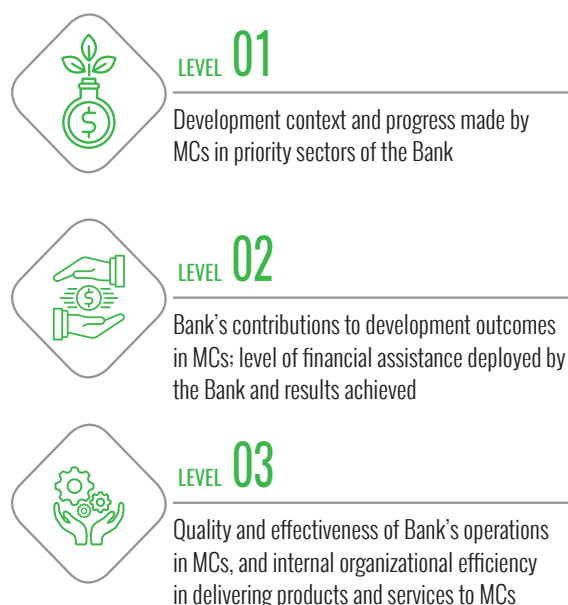 LEVEL 01
Development context and progress made by
MCs in priority sectors of the Bank
$
LEVEL 02
Bank's contributions to development outcomes
in MCs; level of financial assistance deployed by
the Bank and results achieved
$
LEVEL 03
Quality and effectiveness of Bank's operations
in MCs, and internal organizational efficiency
in delivering products and services to MCs